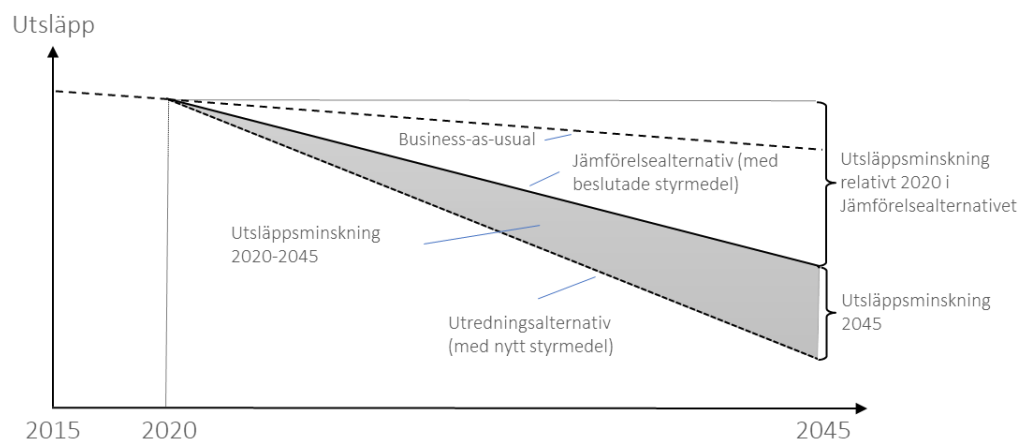 Utsläpp
Business-as-usual
Jämförelsealternativ (med
beslutade styrmedel)
Utsläppsminskning
relativt 2020 i
Jämförelsealternativet
Utsläppsminskning
2020-2045
Utsläppsminskning
2045
Utredningsalternativ
(med nytt styrmedel)
2015
2020
2045